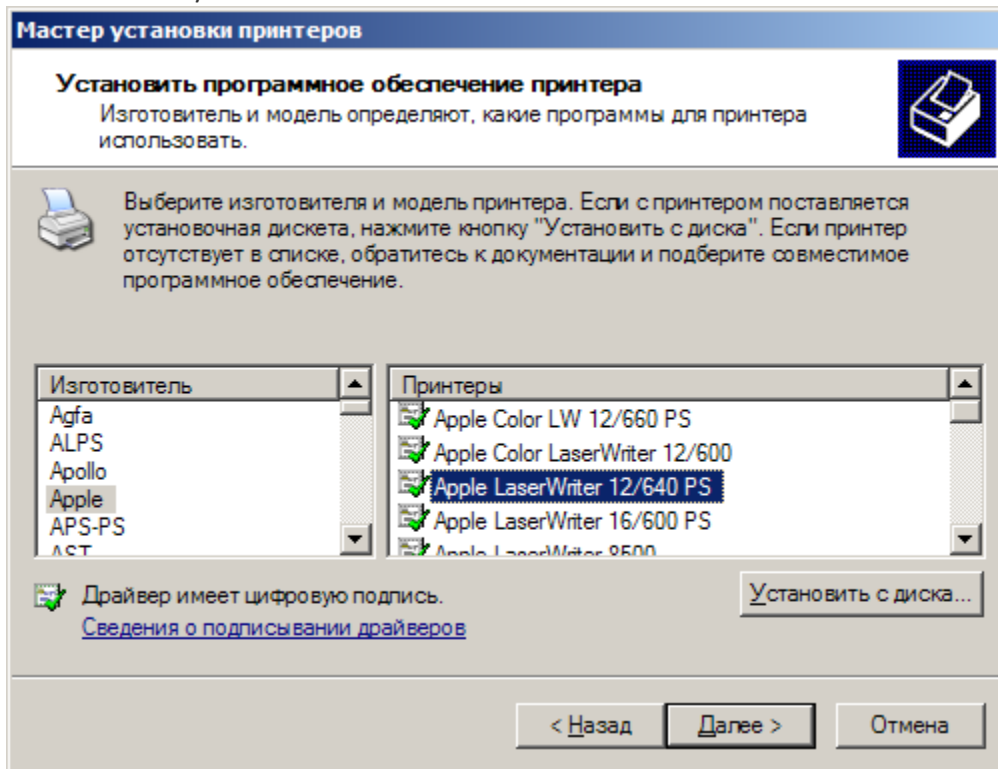 Мастер установки принтеров
Установить программное обеспечение принтера
Изготовитель и модель определяют, какие программы для принтера
использовать.
Выберите изготовителя и модель принтера. Если с принтером поставляется
установочная дискета, нажмите кнопку "Установить с диска". Если принтер
отсутствует в списке, обратитесь к документации и подберите совместимое
программное обеспечение.
Изготовитель
Agfa
ALPS
Apollo
Apple
APS-PS
AST
Принтеры
Apple Color LW 12/660 PS
Apple Color LaserWriter 12/600
Apple LaserWriter 12/640 PS
Apple LaserWriter 16/600 PS
Apple LaserWriter 8500
Драйвер имеет цифровую подпись.
Сведения о подписывании драйверов
Установить с диска...
< Назад
Далее >
Отмена